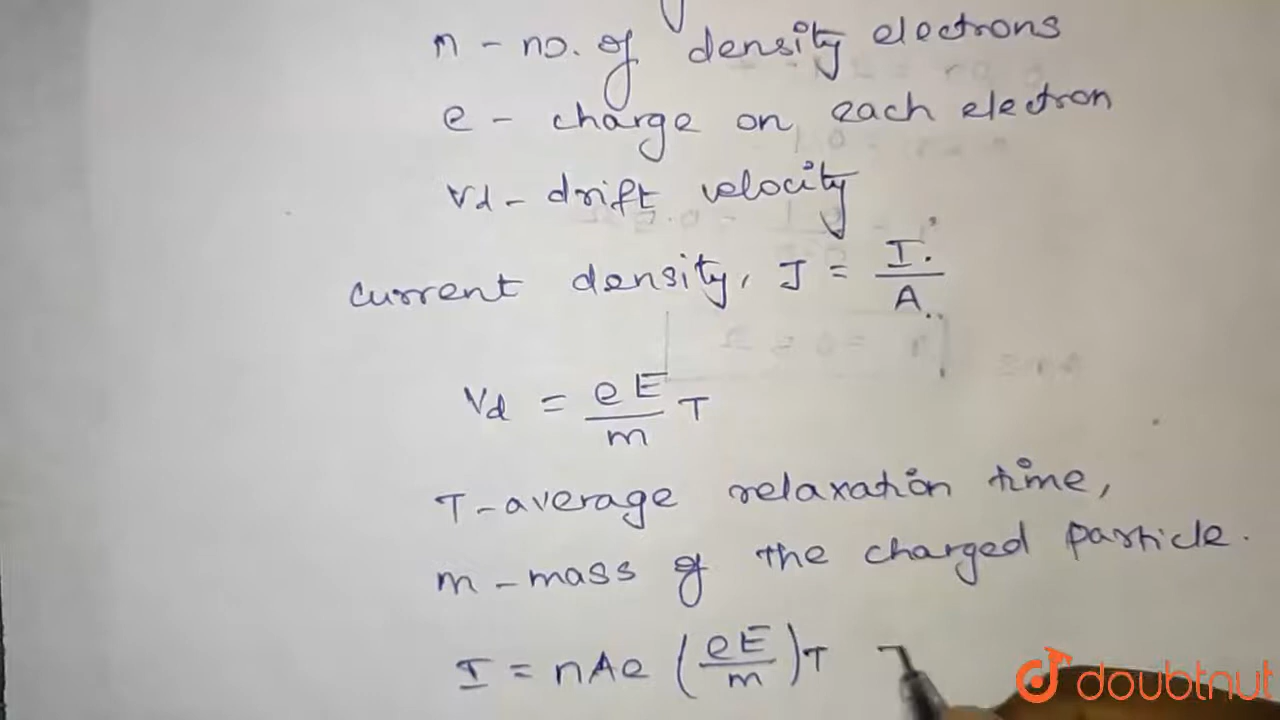 n - no. of density electrons
e - charge on each electron
Vd - drift velocity
current density, J = I/A
Vd = eE/m T
T - average relaxation time,
m - mass of the charged particle.
I = nAe (eE/m) T
doubtnut